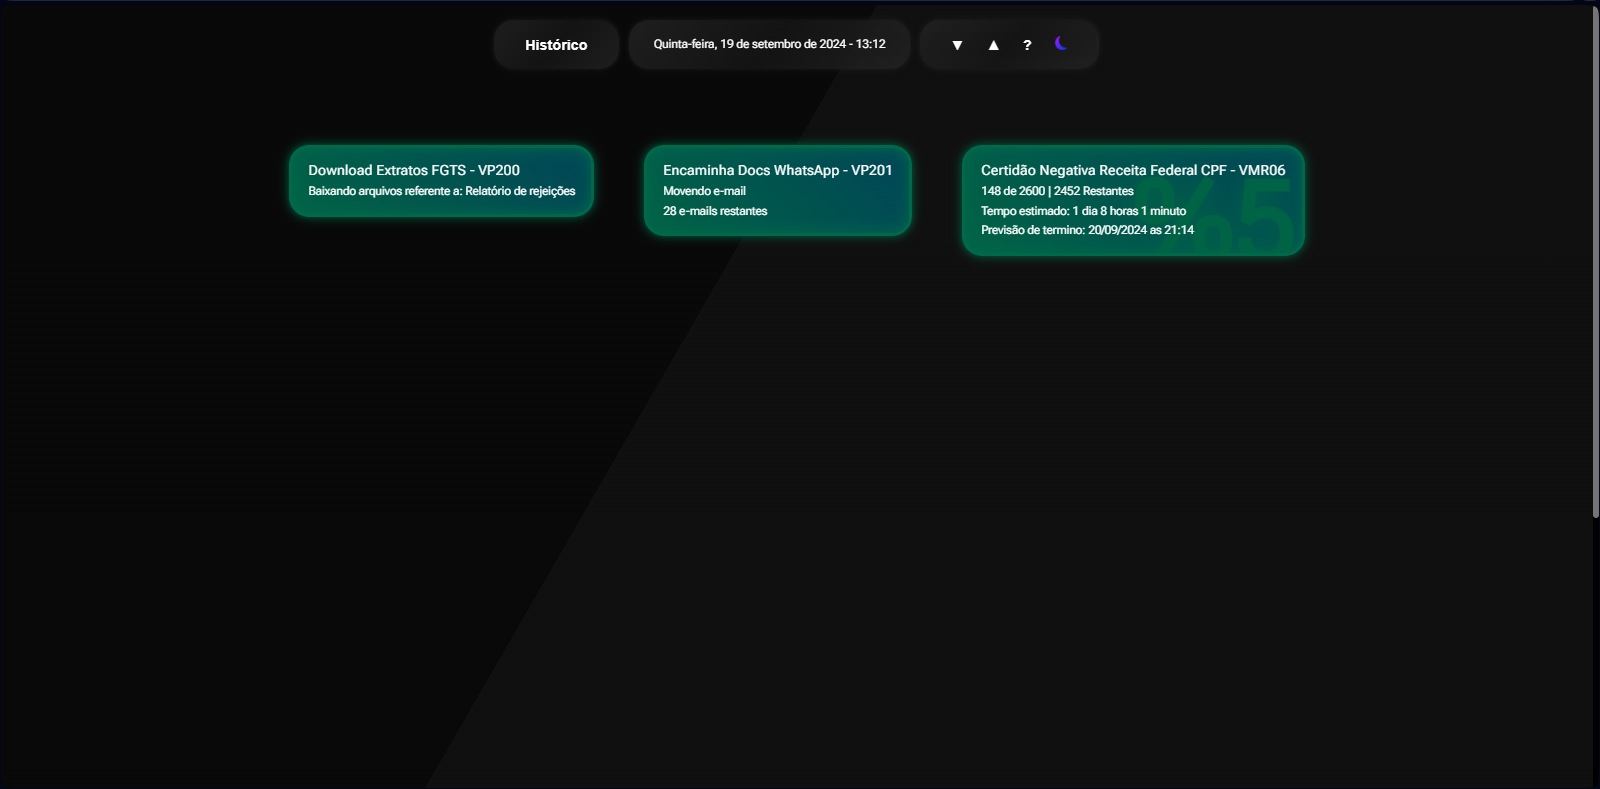 Histórico
Quinta-feira, 19 de setembro de 2024 - 13:12
▼ ▲ ?
Download Extratos FGTS - VP200
Baixando arquivos referente a: Relatório de rejeições
Encaminha Docs WhatsApp - VP201
Movendo e-mail
28 e-mails restantes
Certidão Negativa Receita Federal CPF - VMR06
148 de 2600 | 2452 Restantes
Tempo estimado: 1 dia 8 horas 1 minuto
Previsão de termino: 20/09/2024 as 21:14
%5